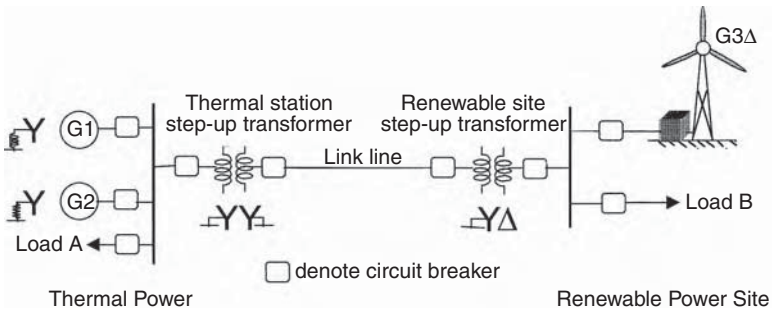 G3Δ
Thermal station
step-up transformer
Renewable site
step-up transformer
Y G1
Link line
Y G2
Load A
YY
YΔ
Load B
denote circuit breaker
Thermal Power
Renewable Power Site